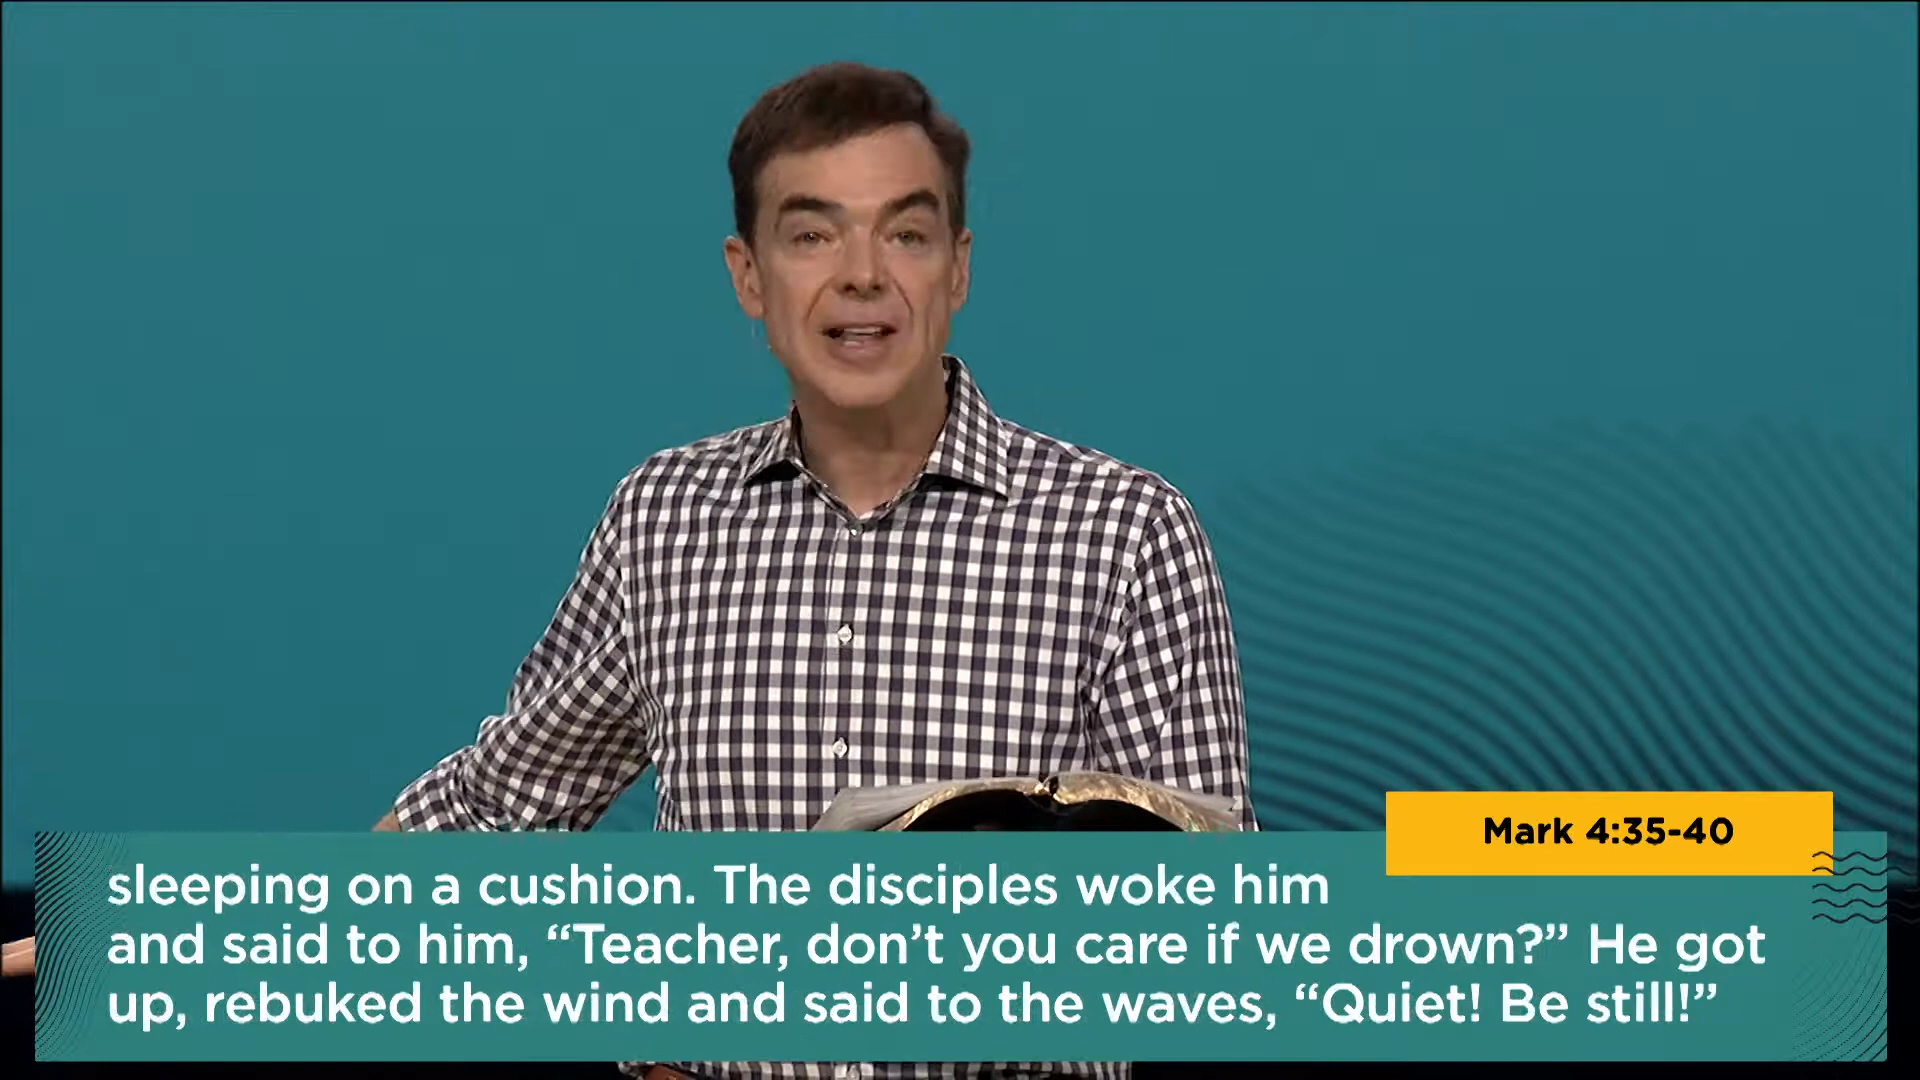 Mark 4:35-40
sleeping on a cushion. The disciples woke him
and said to him, “Teacher, don’t you care if we drown?” He got
up, rebuked the wind and said to the waves, “Quiet! Be still!”